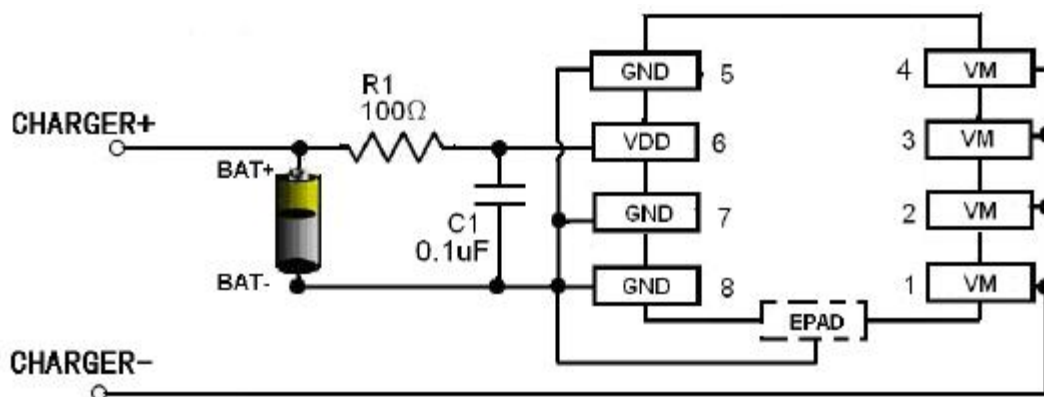 GND 5
4 VM
R1
100Ω
CHARGER+
VDD 6
3 VM
BAT+
GND 7
2 VM
C1
0.1uF
BAT-
GND 8
1 VM
EPAD
CHARGER-